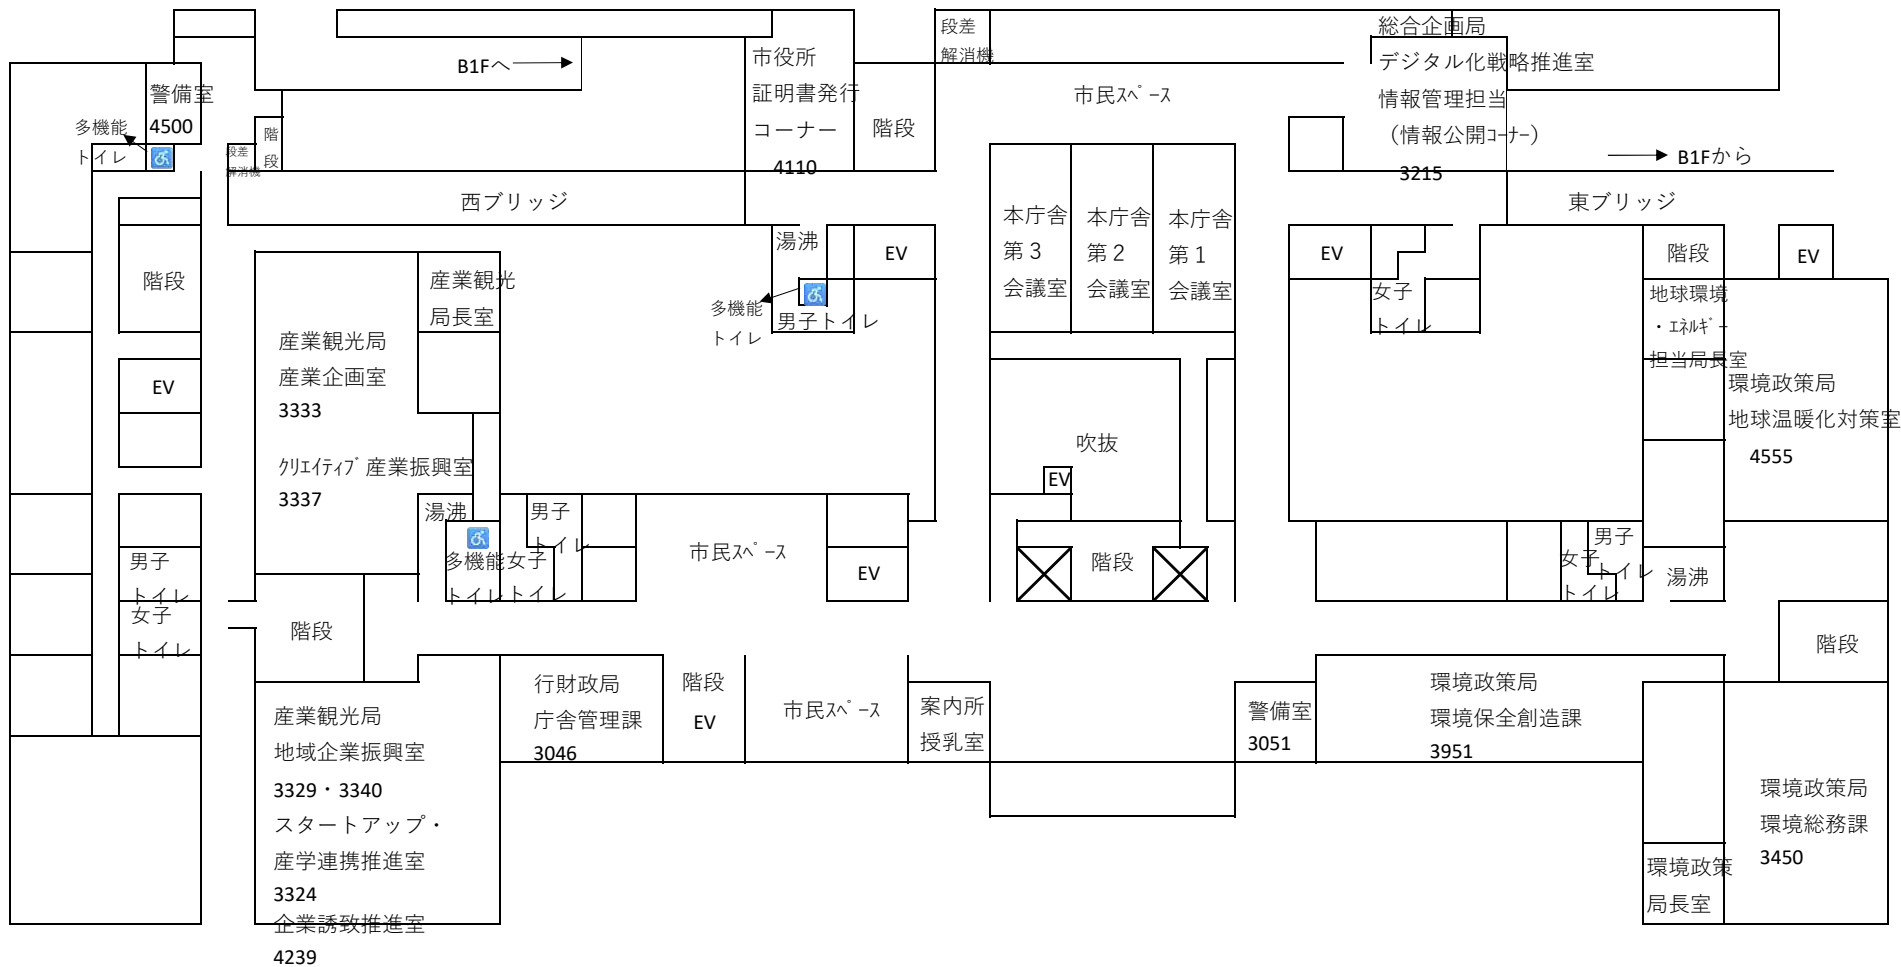 段差
解消機
総合企画局
デジタル化戦略推進室
情報管理担当
（情報公開ｺｰﾅｰ）
3215
市役所
証明書発行
コーナー
4110
B1Fへ
警備室
4500
多機能
トイレ
段差
解消機
階
段
階段
市民ｽﾍﾟｰｽ
B1Fから
西ブリッジ
東ブリッジ
本庁舎
第３
会議室
本庁舎
第２
会議室
本庁舎
第１
会議室
湯沸
EV
EV
階段
EV
階段
産業観光
局長室
多機能
トイレ
男子トイレ
女子
トイレ
地球環境
・ｴﾈﾙｷﾞｰ
担当局長室
産業観光局
産業企画室
3333
ｸﾘｴｲﾃｨﾌﾞ産業振興室
3337
EV
環境政策局
地球温暖化対策室
4555
吹抜
EV
湯沸
男子
トイレ
多機能
トイレ
女子
トイレ
市民ｽﾍﾟｰｽ
EV
階段
男子
トイレ
女子
トイレ
湯沸
男子
トイレ
女子
トイレ
階段
階段
行財政局
庁舎管理課
3046
階段
EV
市民ｽﾍﾟｰｽ
案内所
授乳室
警備室
3051
環境政策局
環境保全創造課
3951
産業観光局
地域企業振興室
3329・3340
スタートアップ・
産学連携推進室
3324
企業誘致推進室
4239
環境政策局
環境総務課
3450
環境政策
局長室